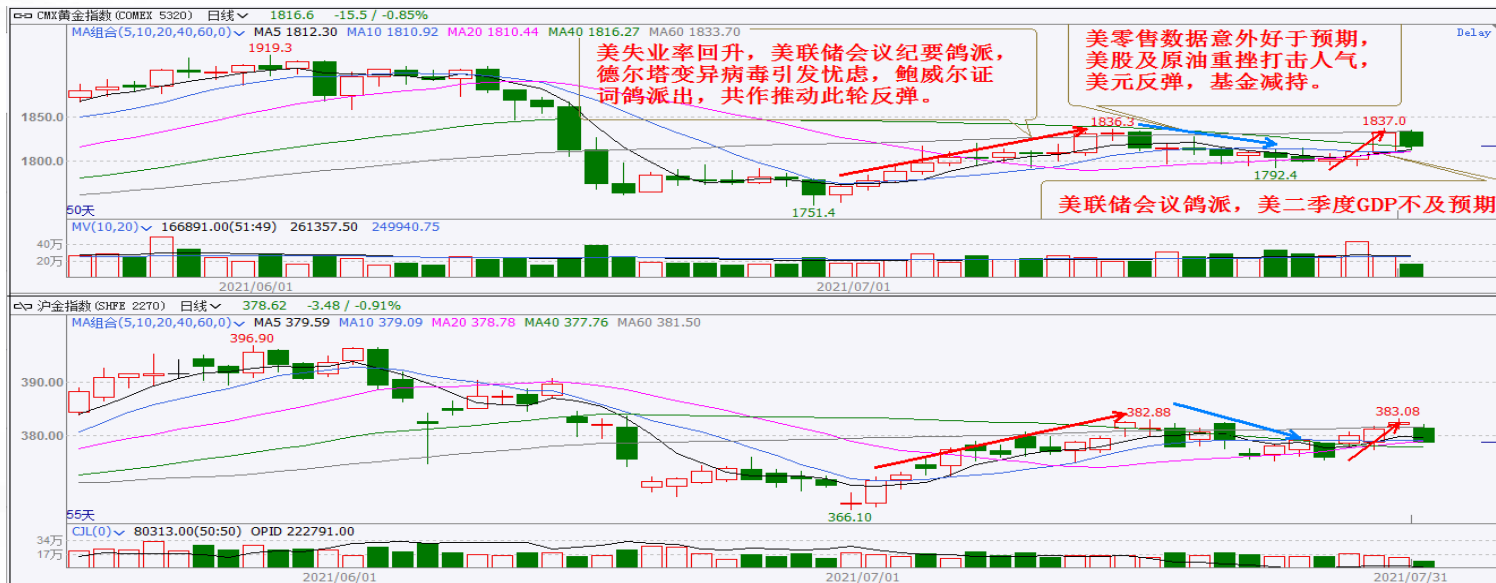 CMX黄金指数(COMEX 5320) 日线 1816.6 -15.5 / -0.85%
MA组合(5,10,20,40,60,0) MA5 1812.30 MA10 1810.92 MA20 1810.44 MA40 1816.27 MA60 1833.70
Delay
1919.3
美失业率回升，美联储会议纪要鸽派，
德尔塔变异病毒引发忧虑，鲍威尔证
词鸽派出，共作推动此轮反弹。
美零售数据意外好于预期，
美股及原油重挫打击人气，
美元反弹，基金减持。
1850.0
1836.3
1837.0
1800.0
1792.4
1751.4
美联储会议鸽派，美二季度GDP不及预期
50天
MV(10,20) 166891.00(51:49) 261357.50 249940.75
40万
20万
2021/06/01 2021/07/01
沪金指数(SHFE 2270) 日线 378.62 -3.48 / -0.91%
MA组合(5,10,20,40,60,0) MA5 379.59 MA10 379.09 MA20 378.78 MA40 377.76 MA60 381.50
396.90
390.00
382.88
383.08
380.00
366.10
55天
CJL(0) 80313.00(50:50) OPID 222791.00
34万
17万
2021/06/01 2021/07/01 2021/07/31